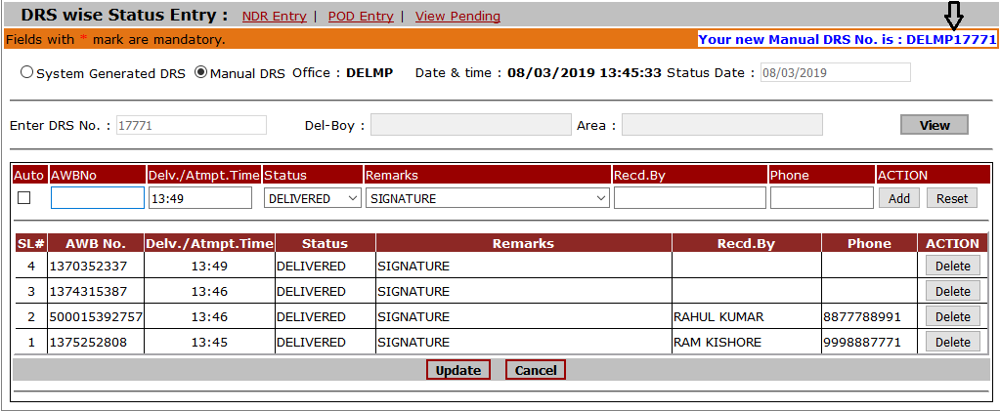 DRS wise Status Entry : NDR Entry | POD Entry | View Pending
Fields with * mark are mandatory. Your new Manual DRS No. is : DELMP17771
System Generated DRS Manual DRS Office : DELMP Date & time : 08/03/2019 13:45:33 Status Date : 08/03/2019
Enter DRS No. : 17771 Del-Boy : Area : View
Auto AWBNo Delv./Atmpt.Time Status Remarks Recd.By Phone ACTION
13:49 DELIVERED SIGNATURE Add Reset
SL# AWB No. Delv./Atmpt.Time Status Remarks Recd.By Phone ACTION
4 1370352337 13:49 DELIVERED SIGNATURE Delete
3 1374315387 13:46 DELIVERED SIGNATURE Delete
2 500015392757 13:46 DELIVERED SIGNATURE RAHUL KUMAR 8877788991 Delete
1 1375252808 13:45 DELIVERED SIGNATURE RAM KISHORE 9998887771 Delete
Update Cancel